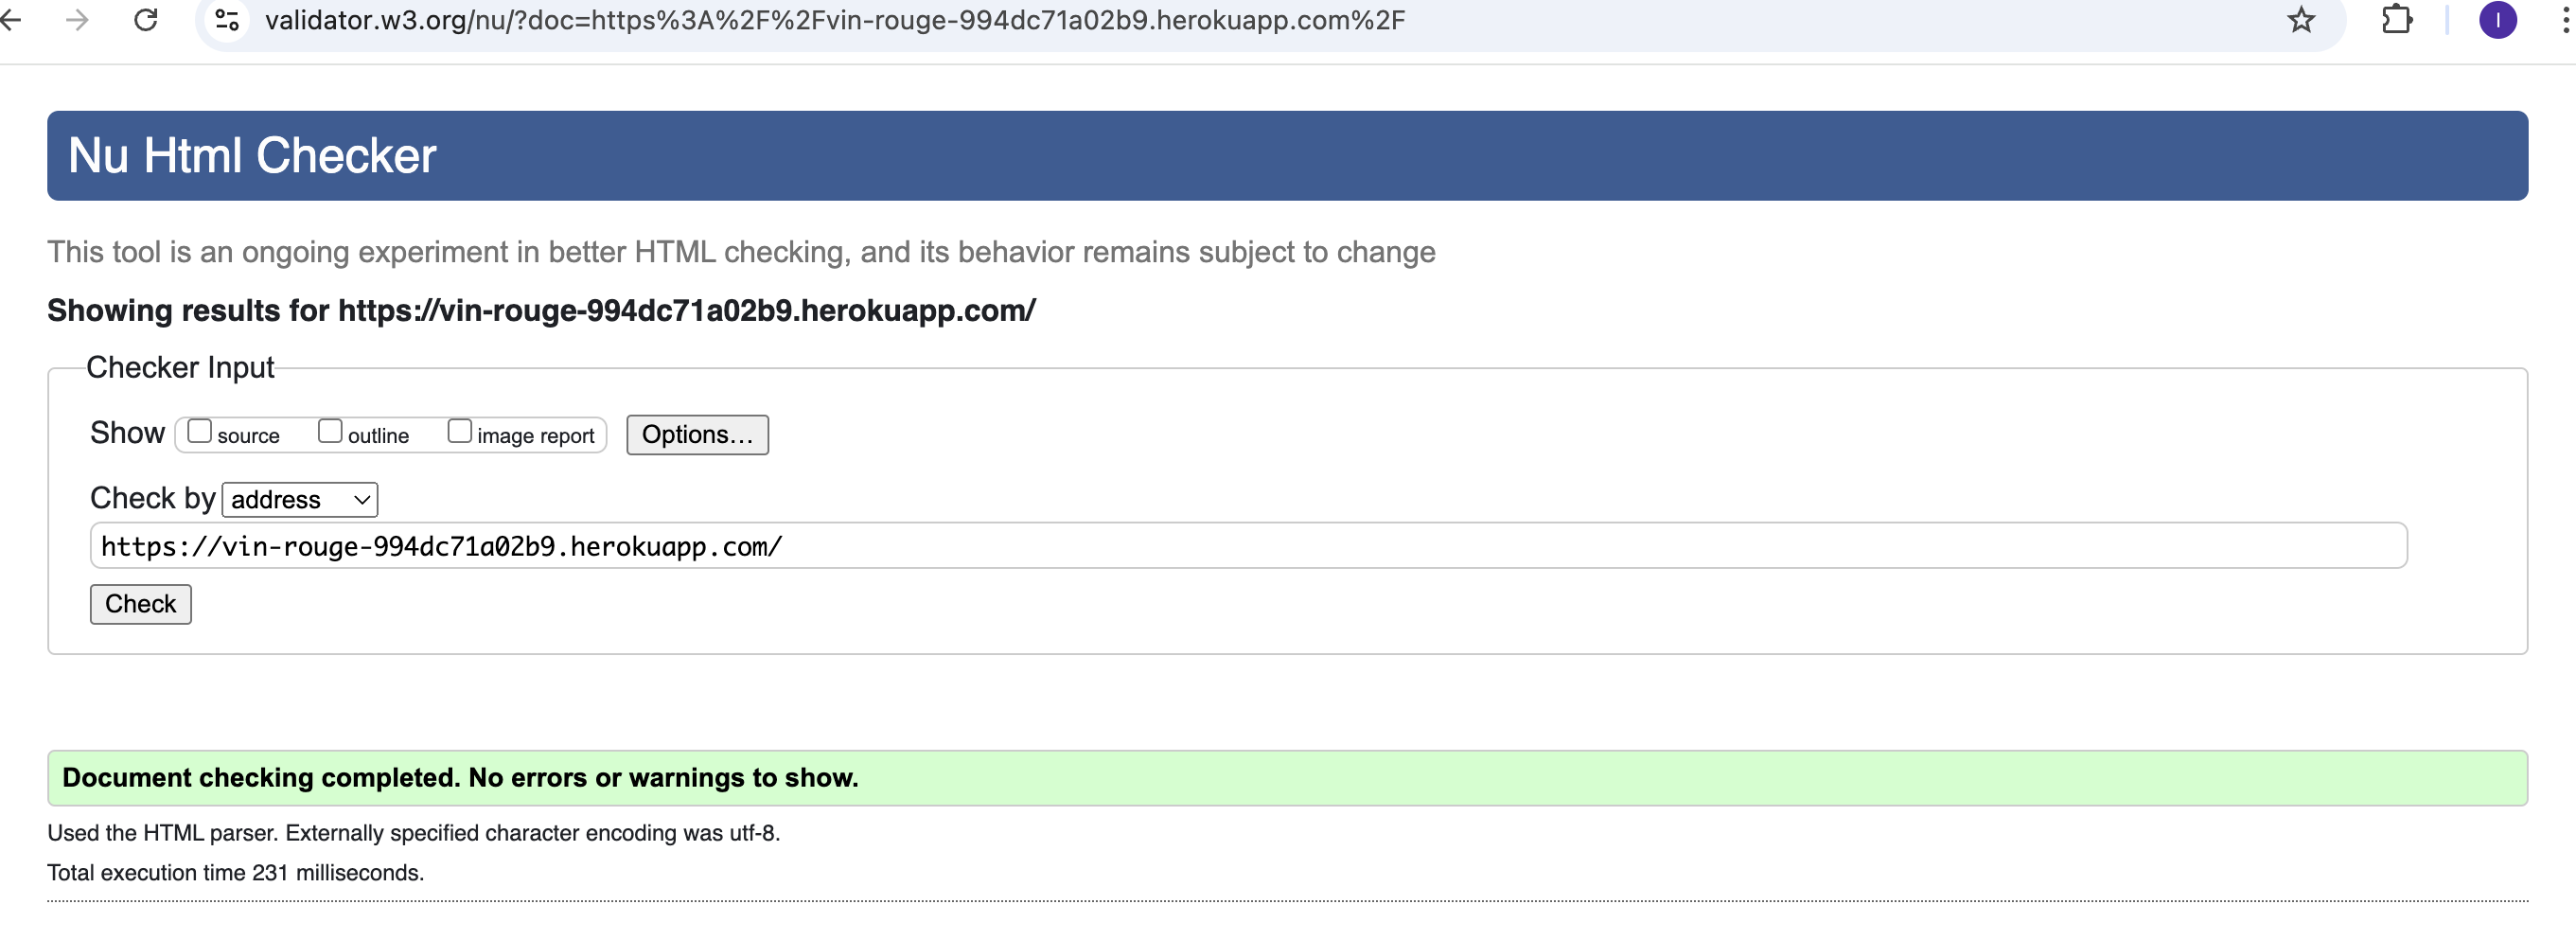 validator.w3.org/nu/?doc=https%3A%2F%2Fvin-rouge-994dc71a02b9.herokuapp.com%2F
I
Nu Html Checker
This tool is an ongoing experiment in better HTML checking, and its behavior remains subject to change
Showing results for https://vin-rouge-994dc71a02b9.herokuapp.com/
Checker Input
Show source outline image report Options...
Check by address
https://vin-rouge-994dc71a02b9.herokuapp.com/
Check
Document checking completed. No errors or warnings to show.
Used the HTML parser. Externally specified character encoding was utf-8.
Total execution time 231 milliseconds.